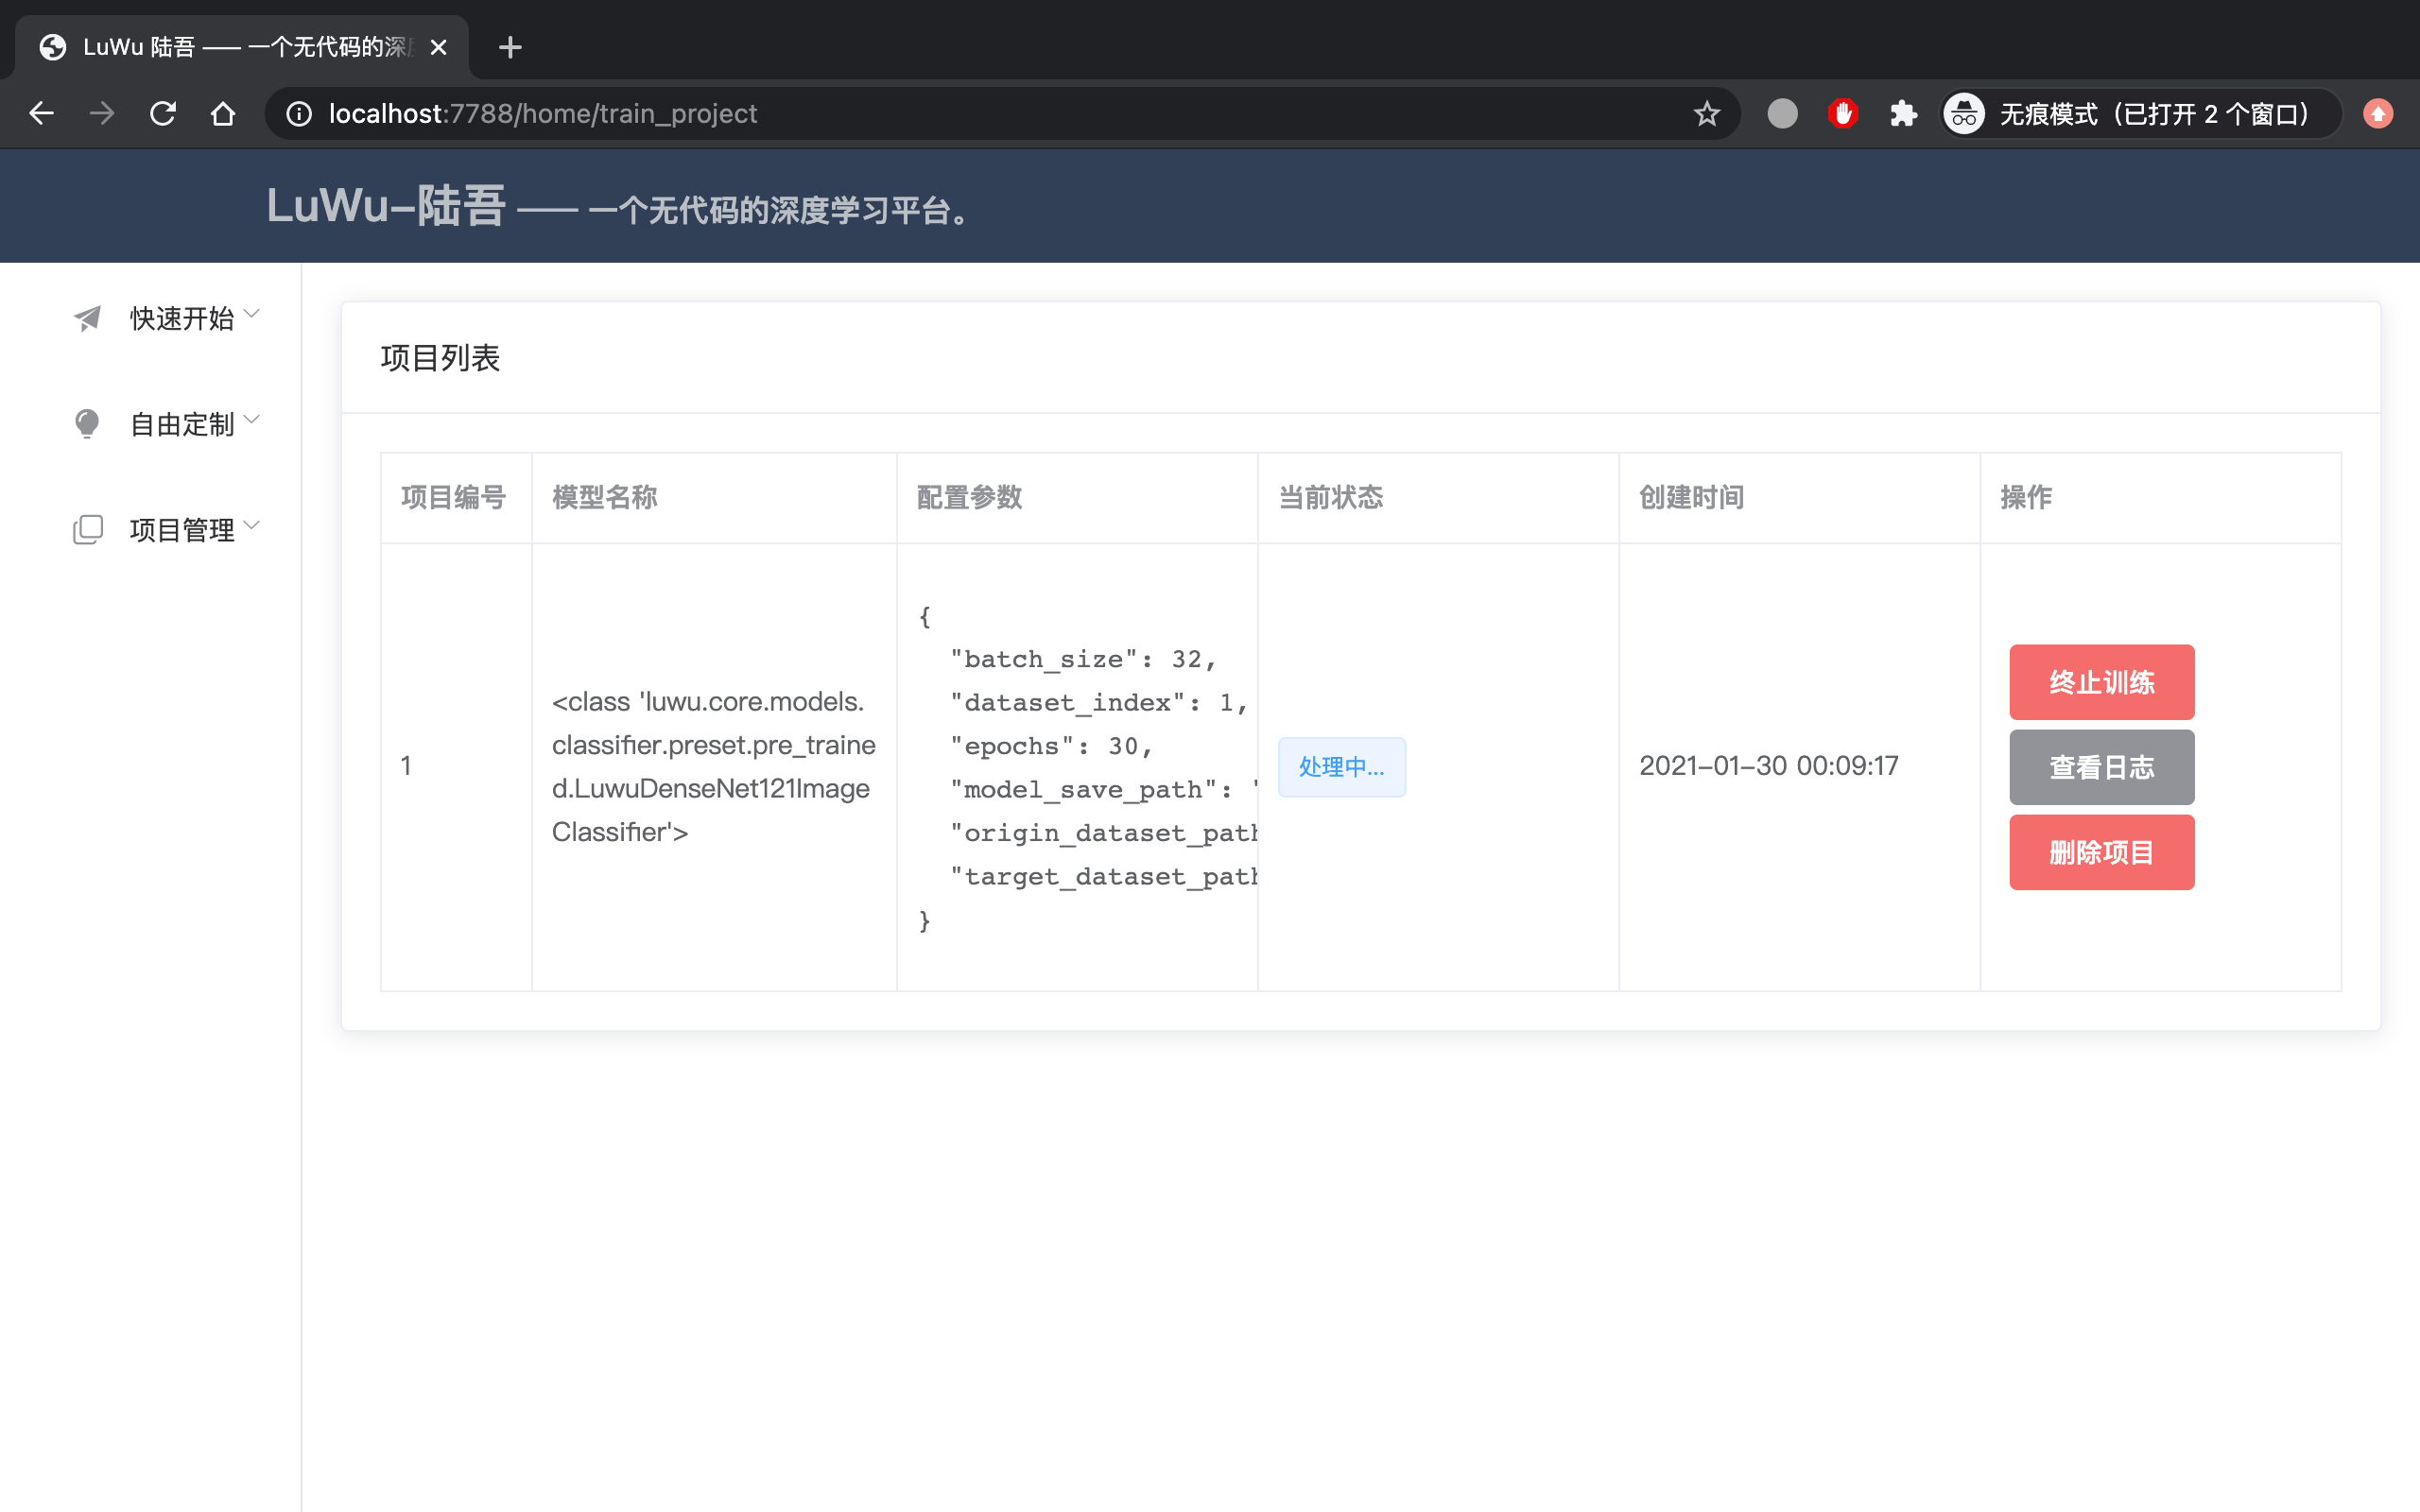 LuWu 陆吾 —— 一个无代码的深
localhost:7788/home/train_project
无痕模式（已打开 2 个窗口）
LuWu-陆吾 —— 一个无代码的深度学习平台。
快速开始
自由定制
项目管理
项目列表
项目编号 模型名称 配置参数 当前状态 创建时间 操作
1
<class 'luwu.core.models.
classifier.preset.pre_traine
d.LuwuDenseNet121Image
Classifier'>
{
"batch_size": 32,
"dataset_index": 1,
"epochs": 30,
"model_save_path": "
"origin_dataset_path
"target_dataset_path
}
处理中...
2021-01-30 00:09:17
终止训练
查看日志
删除项目